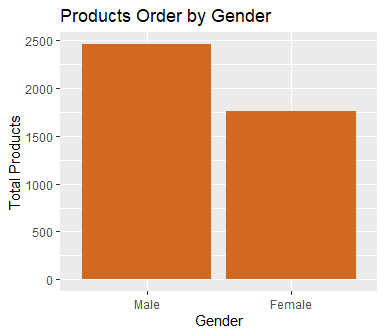 Products Order by Gender
Total Products
2500
2000
1500
1000
500
0
Male Female
Gender